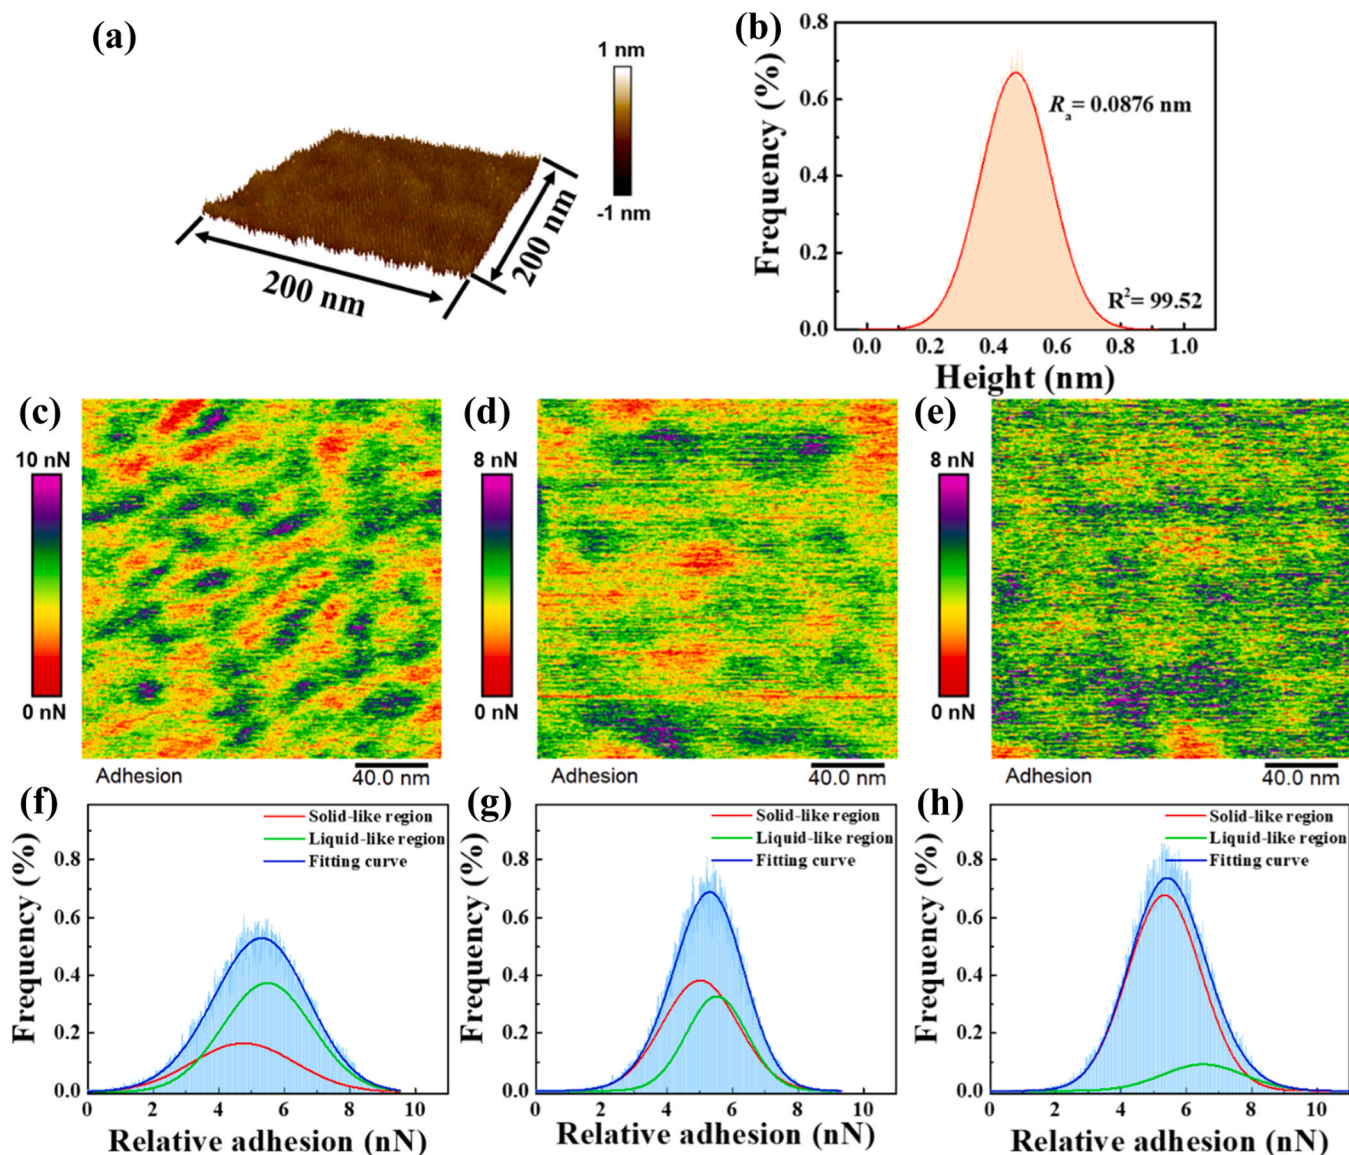 (a)
1 nm
-1 nm
200 nm
200 nm
(b)
Frequency (%)
0.8
0.6
0.4
0.2
0.0
Rₐ= 0.0876 nm
R²= 99.52
0.0 0.2 0.4 0.6 0.8 1.0
Height (nm)
(c)
10 nN
0 nN
Adhesion
40.0 nm
(d)
8 nN
0 nN
Adhesion
40.0 nm
(e)
8 nN
0 nN
Adhesion
40.0 nm
(f)
Solid-like region
Liquid-like region
Fitting curve
Frequency (%)
0.8
0.6
0.4
0.2
0.0
0 2 4 6 8 10
Relative adhesion (nN)
(g)
Solid-like region
Liquid-like region
Fitting curve
Frequency (%)
0.8
0.6
0.4
0.2
0.0
0 2 4 6 8 10
Relative adhesion (nN)
(h)
Solid-like region
Liquid-like region
Fitting curve
Frequency (%)
0.8
0.6
0.4
0.2
0.0
0 2 4 6 8 10
Relative adhesion (nN)